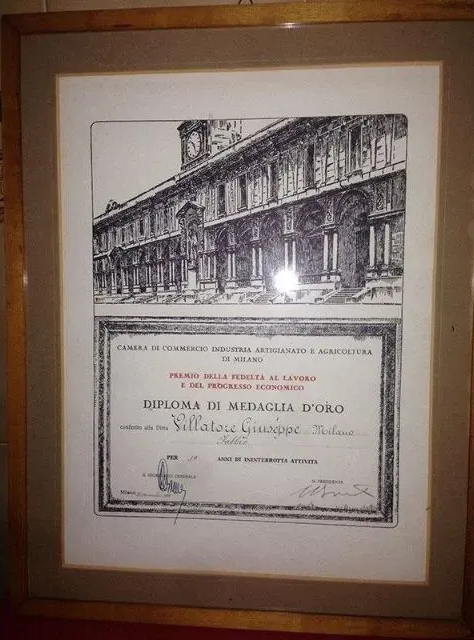 CAMERA DI COMMERCIO INDUSTRIA ARTIGIANATO E AGRICOLTURA
DI MILANO
PREMIO DELLA FEDELTÀ AL LAVORO
E DEL PROGRESSO ECONOMICO
DIPLOMA DI MEDAGLIA D'ORO
conferito alla Ditta Giuseppe Milano
PER ANNI DI ININTERROTTA ATTIVITÀ
IL SEGRETARIO GENERALE
IL PRESIDENTE
Milano